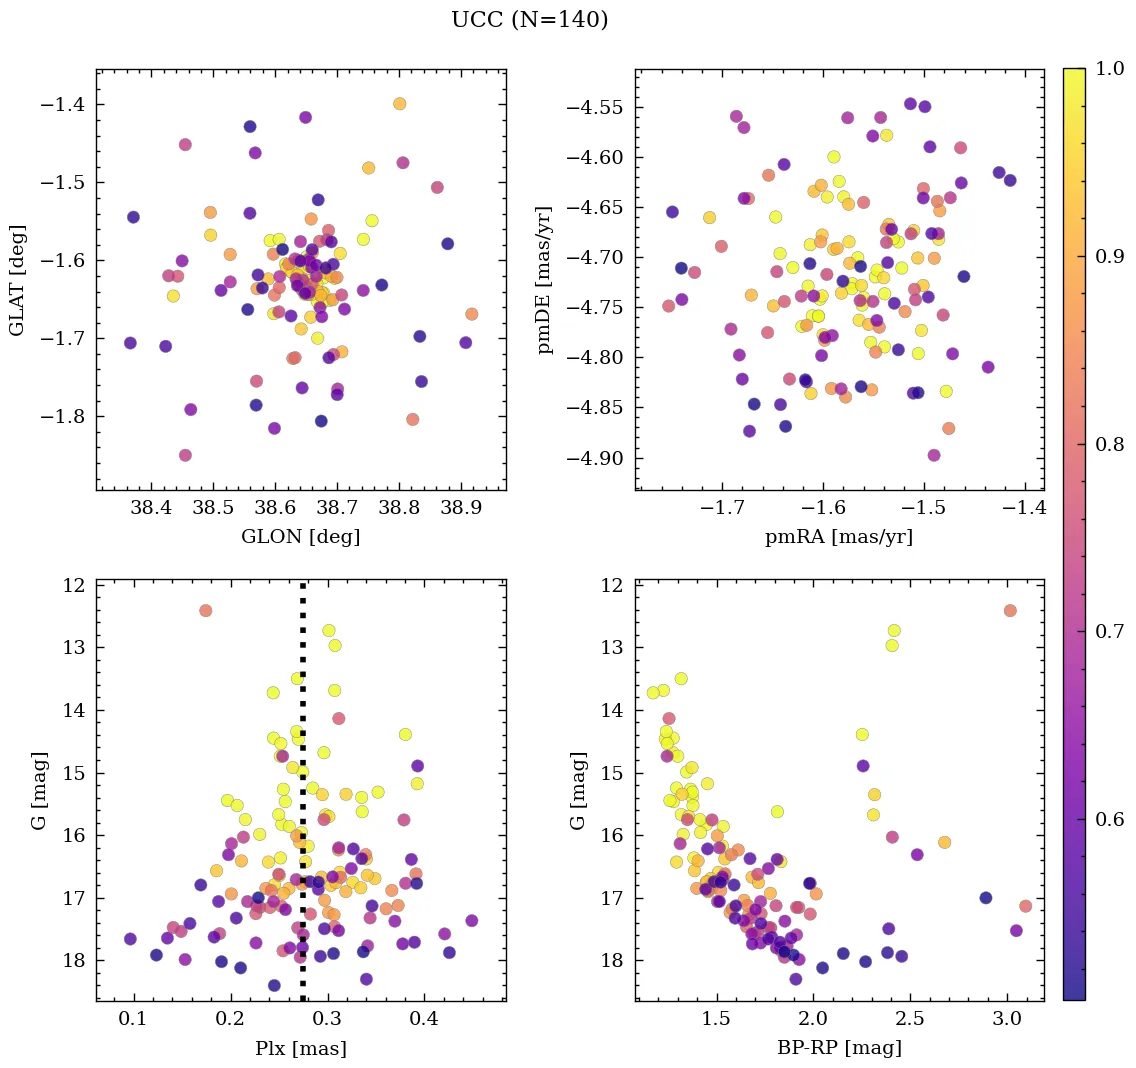 UCC (N=140)
−1.4
−1.5
−1.6
−1.7
−1.8
GLAT [deg]
38.4 38.5 38.6 38.7 38.8 38.9
GLON [deg]
−4.55
−4.60
−4.65
−4.70
−4.75
−4.80
−4.85
−4.90
pmDE [mas/yr]
−1.7 −1.6 −1.5 −1.4
pmRA [mas/yr]
1.0
0.9
0.8
0.7
0.6
12
13
14
15
16
17
18
G [mag]
0.1 0.2 0.3 0.4
Plx [mas]
12
13
14
15
16
17
18
G [mag]
1.5 2.0 2.5 3.0
BP-RP [mag]